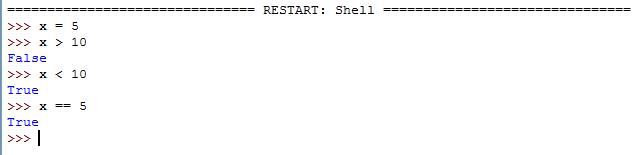 =============================== RESTART: Shell ===============================
>>> x = 5
>>> x > 10
False
>>> x < 10
True
>>> x == 5
True
>>>